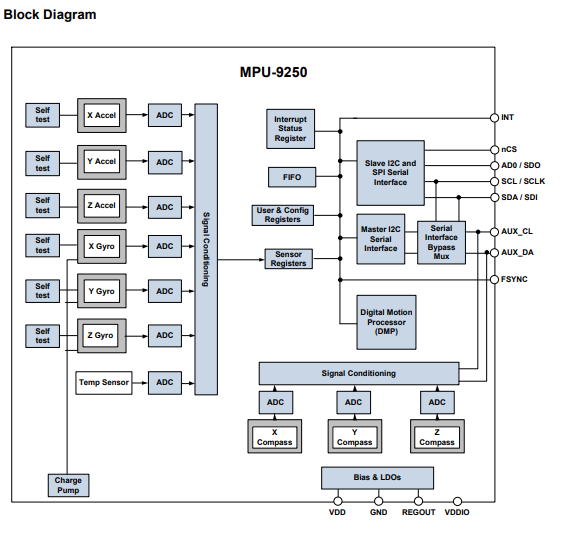 Block Diagram
MPU-9250
Self
test
X Accel
ADC
Self
test
Y Accel
ADC
Self
test
Z Accel
ADC
Self
test
X Gyro
ADC
Self
test
Y Gyro
ADC
Self
test
Z Gyro
ADC
Temp Sensor
ADC
Charge
Pump
Signal Conditioning
Interrupt
Status
Register
FIFO
User & Config
Registers
Sensor
Registers
Slave I2C and
SPI Serial
Interface
Master I2C
Serial
Interface
Serial
Interface
Bypass
Mux
Digital Motion
Processor
(DMP)
INT
nCS
AD0 / SDO
SCL / SCLK
SDA / SDI
AUX_CL
AUX_DA
FSYNC
Signal Conditioning
ADC
ADC
ADC
X
Compass
Y
Compass
Z
Compass
Bias & LDOs
VDD
GND
REGOUT
VDDIO